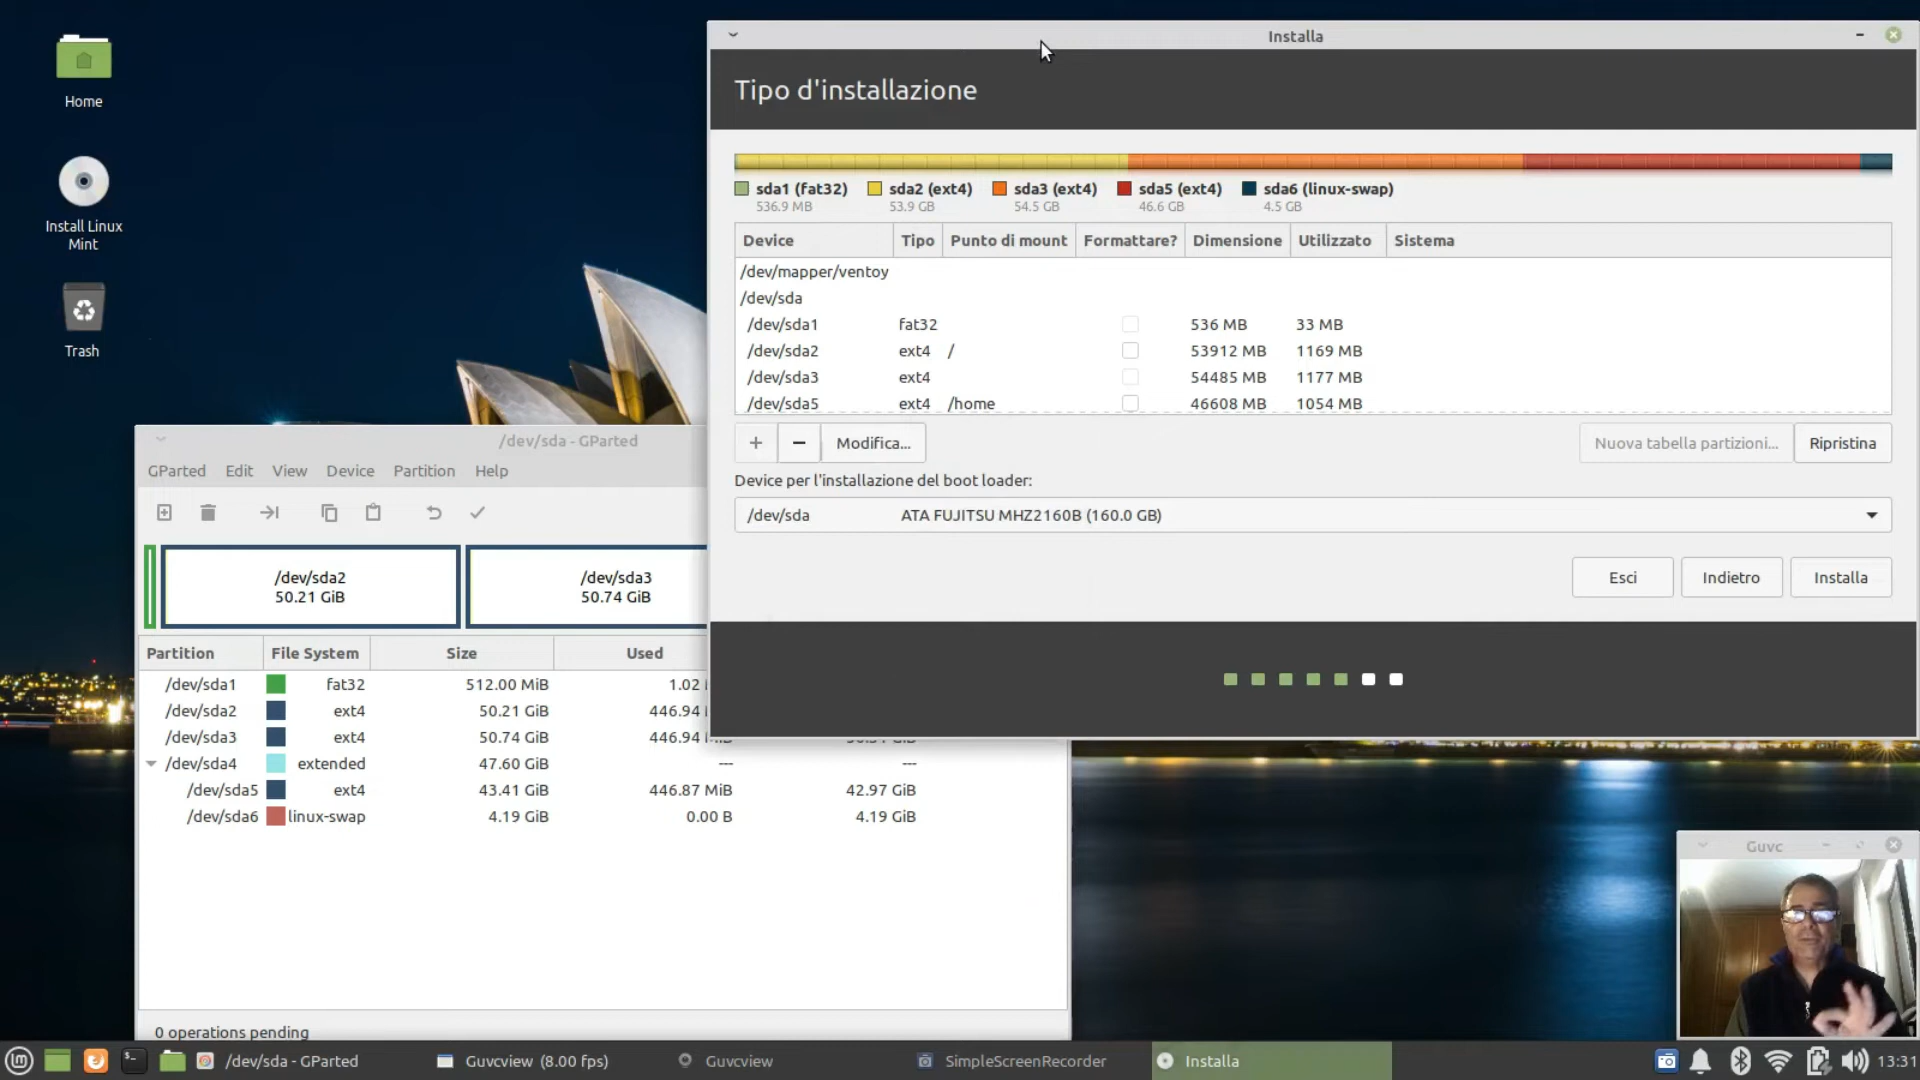 Home
Install Linux
Mint
Trash
Installa
Tipo d'installazione
sda1 (fat32) sda2 (ext4) sda3 (ext4) sda5 (ext4) sda6 (linux-swap)
536.9 MB 53.9 GB 54.5 GB 46.6 GB 4.5 GB
Device Tipo Punto di mount Formattare? Dimensione Utilizzato Sistema
/dev/mapper/ventoy
/dev/sda
/dev/sda1 fat32 536 MB 33 MB
/dev/sda2 ext4 / 53912 MB 1169 MB
/dev/sda3 ext4 54485 MB 1177 MB
/dev/sda5 ext4 /home 46608 MB 1054 MB
+ − Modifica... Nuova tabella partizioni... Ripristina
Device per l'installazione del boot loader:
/dev/sda ATA FUJITSU MHZ2160B (160.0 GB)
Esci Indietro Installa
/dev/sda - GParted
GParted Edit View Device Partition Help
/dev/sda2 /dev/sda3
50.21 GiB 50.74 GiB
Partition File System Size Used
/dev/sda1 fat32 512.00 MiB 1.02
/dev/sda2 ext4 50.21 GiB 446.94
/dev/sda3 ext4 50.74 GiB 446.94
/dev/sda4 extended 47.60 GiB --- ---
/dev/sda5 ext4 43.41 GiB 446.87 MiB 42.97 GiB
/dev/sda6 linux-swap 4.19 GiB 0.00 B 4.19 GiB
0 operations pending
Guvc
/dev/sda - GParted Guvcview (8.00 fps) Guvcview SimpleScreenRecorder Installa 13:31